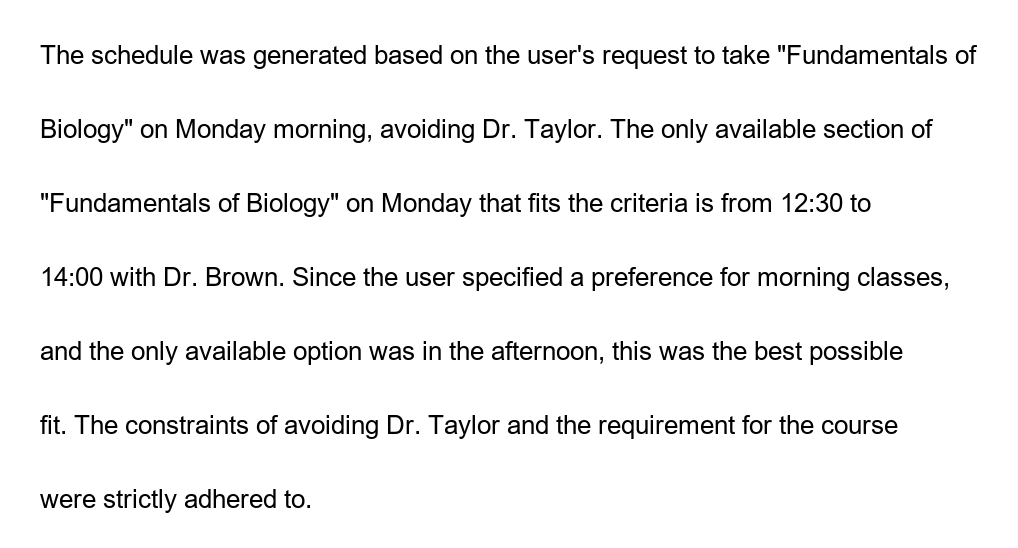 The schedule was generated based on the user's request to take "Fundamentals of
Biology" on Monday morning, avoiding Dr. Taylor. The only available section of
"Fundamentals of Biology" on Monday that fits the criteria is from 12:30 to
14:00 with Dr. Brown. Since the user specified a preference for morning classes,
and the only available option was in the afternoon, this was the best possible
fit. The constraints of avoiding Dr. Taylor and the requirement for the course
were strictly adhered to.